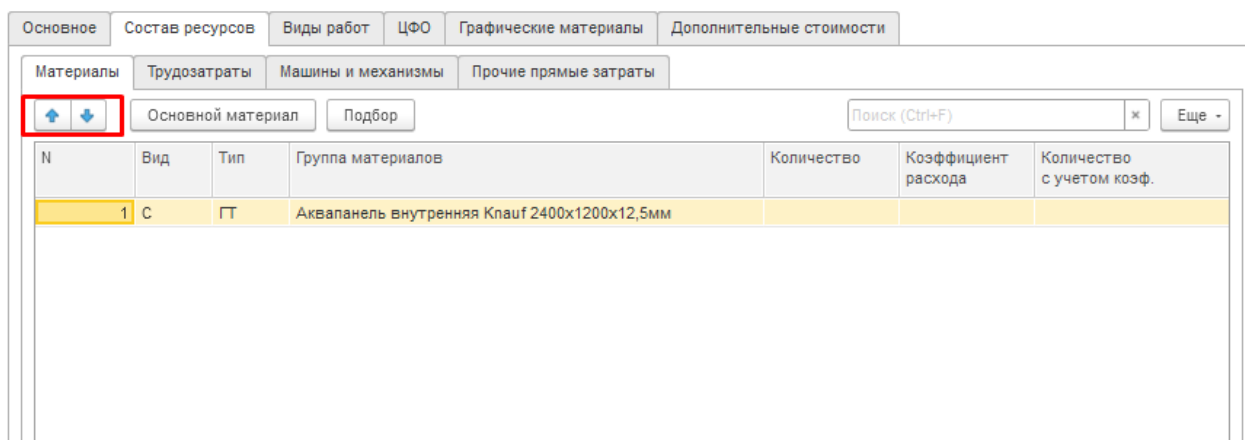 Основное Состав ресурсов Виды работ ЦФО Графические материалы Дополнительные стоимости
Материалы Трудозатраты Машины и механизмы Прочие прямые затраты
Основной материал Подбор Поиск (Ctrl+F) × Еще
N Вид Тип Группа материалов Количество Коэффициент расхода Количество с учетом коэф.
1 С ГТ Аквапанель внутренняя Knauf 2400х1200х12,5мм